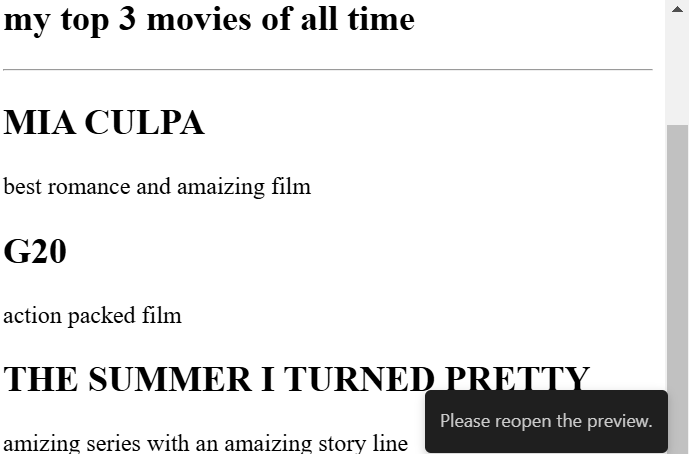 my top 3 movies of all time
MIA CULPA
best romance and amaizing film
G20
action packed film
THE SUMMER I TURNED PRETTY
Please reopen the preview.
amizing series with an amaizing story line